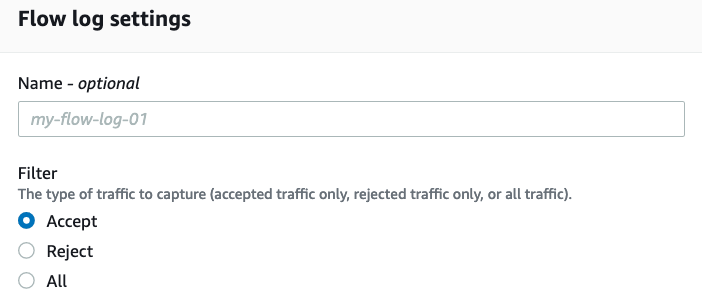 Flow log settings
Name - optional
my-flow-log-01
Filter
The type of traffic to capture (accepted traffic only, rejected traffic only, or all traffic).
Accept
Reject
All